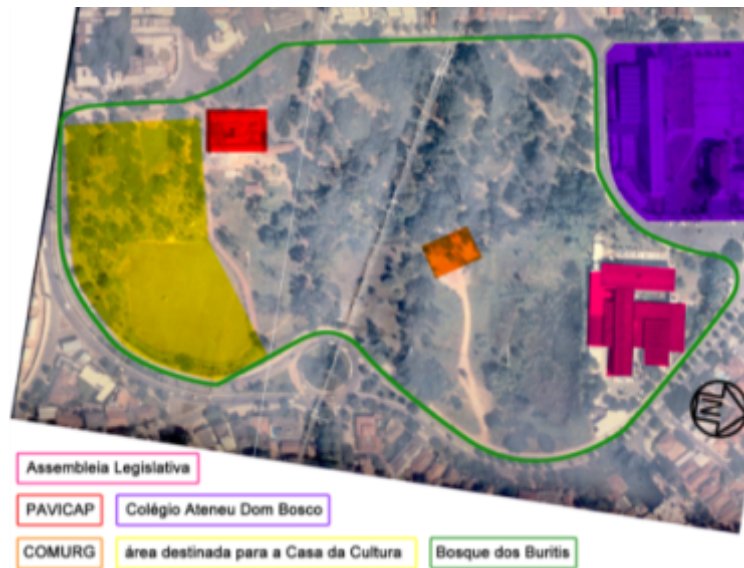 Assembleia Legislativa
PAVICAP
Colégio Ateneu Dom Bosco
COMURG
área destinada para a Casa da Cultura
Bosque dos Buritis